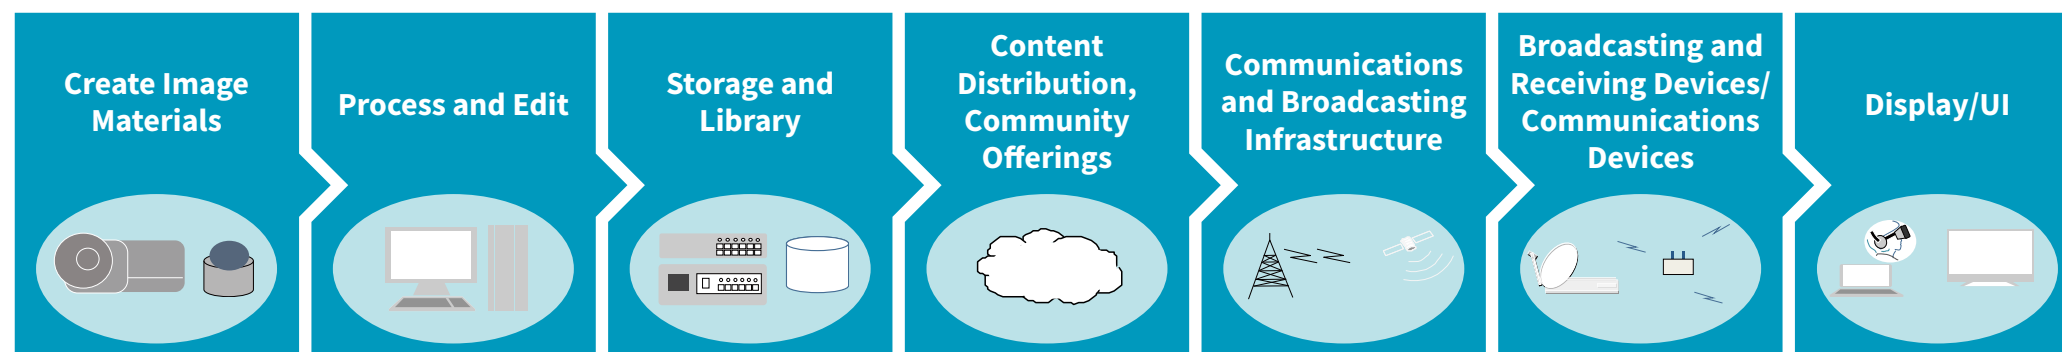 Create Image
Materials
Process and Edit
Storage and
Library
Content
Distribution,
Community
Offerings
Communications
and Broadcasting
Infrastructure
Broadcasting and
Receiving Devices/
Communications
Devices
Display/UI